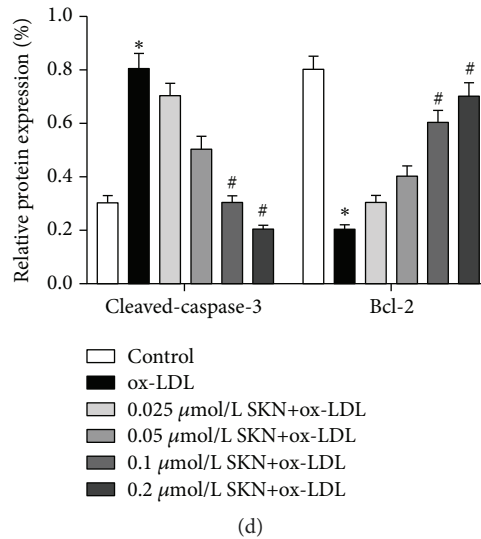 Relative protein expression (%)
1.0
0.8
0.6
0.4
0.2
0.0
*
#
#
*
#
#
Cleaved-caspase-3
Bcl-2
Control
ox-LDL
0.025 μmol/L SKN+ox-LDL
0.05 μmol/L SKN+ox-LDL
0.1 μmol/L SKN+ox-LDL
0.2 μmol/L SKN+ox-LDL
(d)